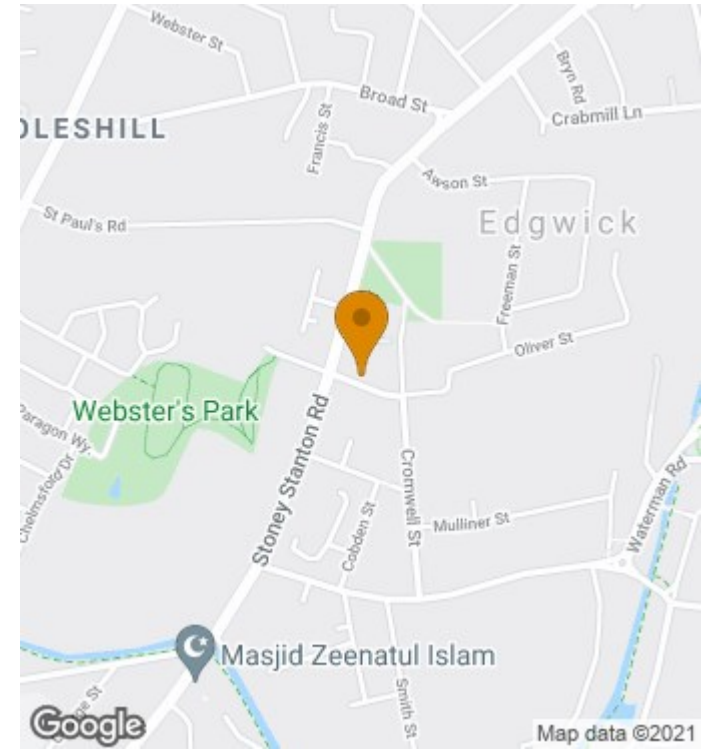 Webster St
Bryn Rd
Broad St
Crabmill Ln
OLESHILL
Francis St
Awson St
St Paul's Rd
Edgwick
Freeman St
Oliver St
Webster's Park
Paragon Wy
Stoney Stanton Rd
Chelmsford Dr
Cromwell St
Waterman Rd
Mulliner St
Cobden St
Masjid Zeenatul Islam
Smith St
Google
Map data ©2021